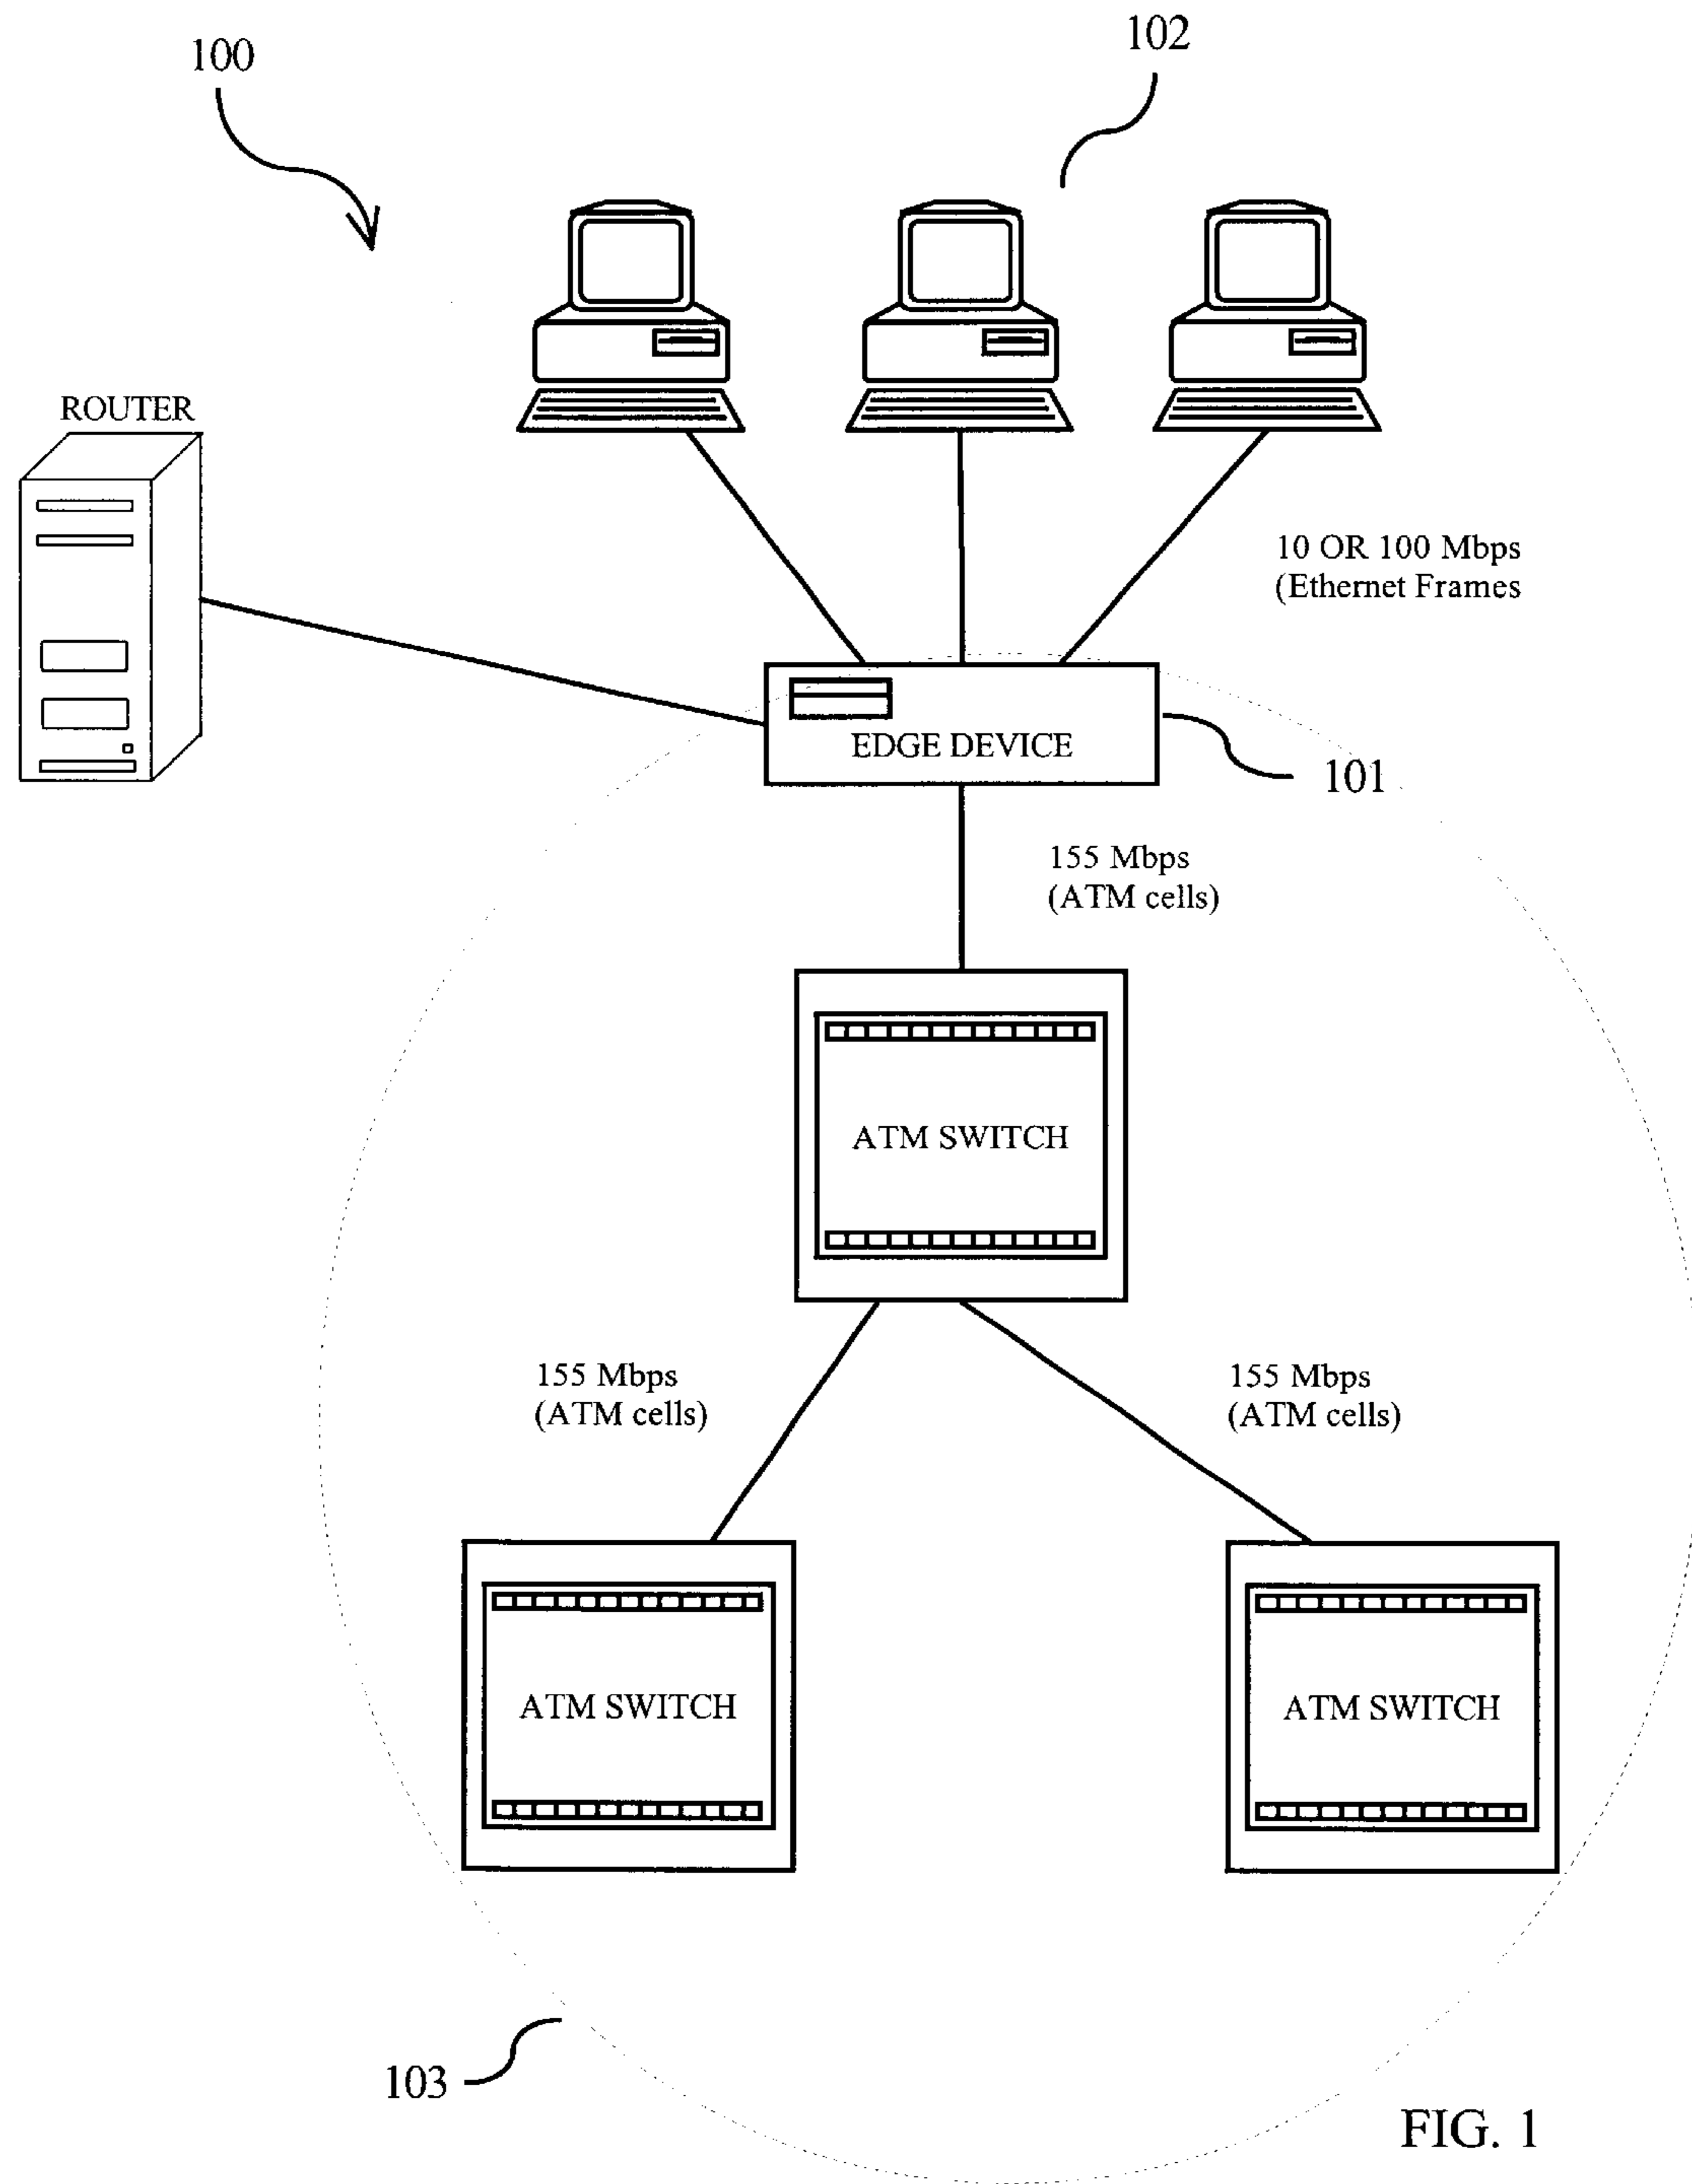 100
102
ROUTER
10 OR 100 Mbps
(Ethernet Frames
EDGE DEVICE
101
155 Mbps
(ATM cells)
ATM SWITCH
155 Mbps
(ATM cells)
155 Mbps
(ATM cells)
ATM SWITCH
ATM SWITCH
103
FIG. 1